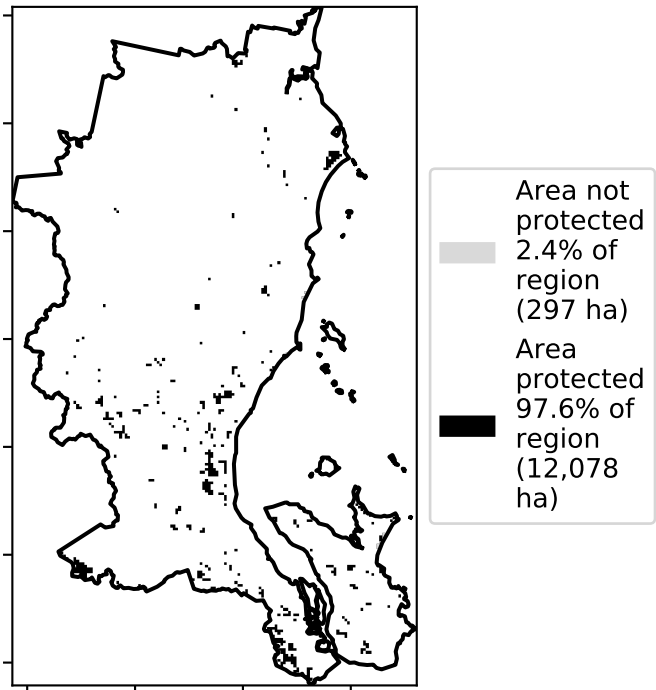 Area not
protected
2.4% of
region
(297 ha)
Area
protected
97.6% of
region
(12,078
ha)